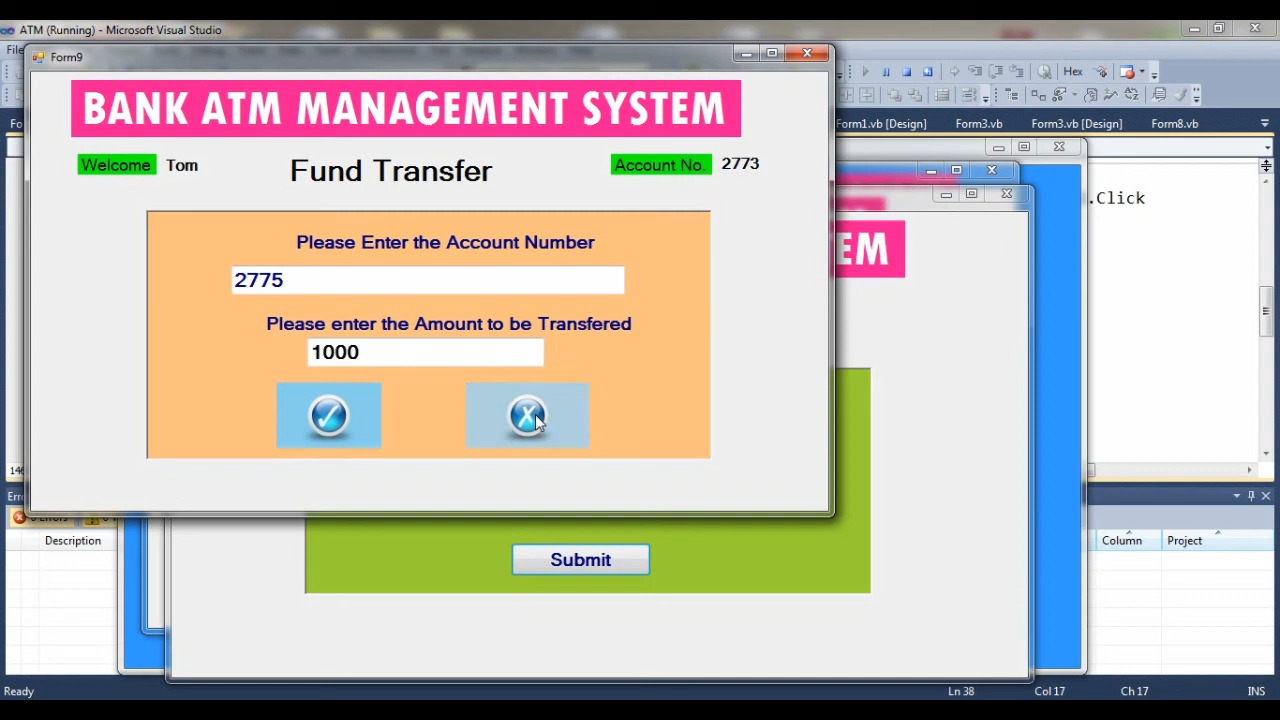 ATM (Running) - Microsoft Visual Studio
Form9
Hex
BANK ATM MANAGEMENT SYSTEM
Form1.vb [Design]
Form3.vb
Form3.vb [Design]
Form8.vb
Welcome Tom
Fund Transfer
Account No. 2773
.Click
Please Enter the Account Number
EM
2775
Please enter the Amount to be Transfered
1000
X
Description
Column
Project
Submit
Ready
Ln 38
Col 17
Ch 17
INS